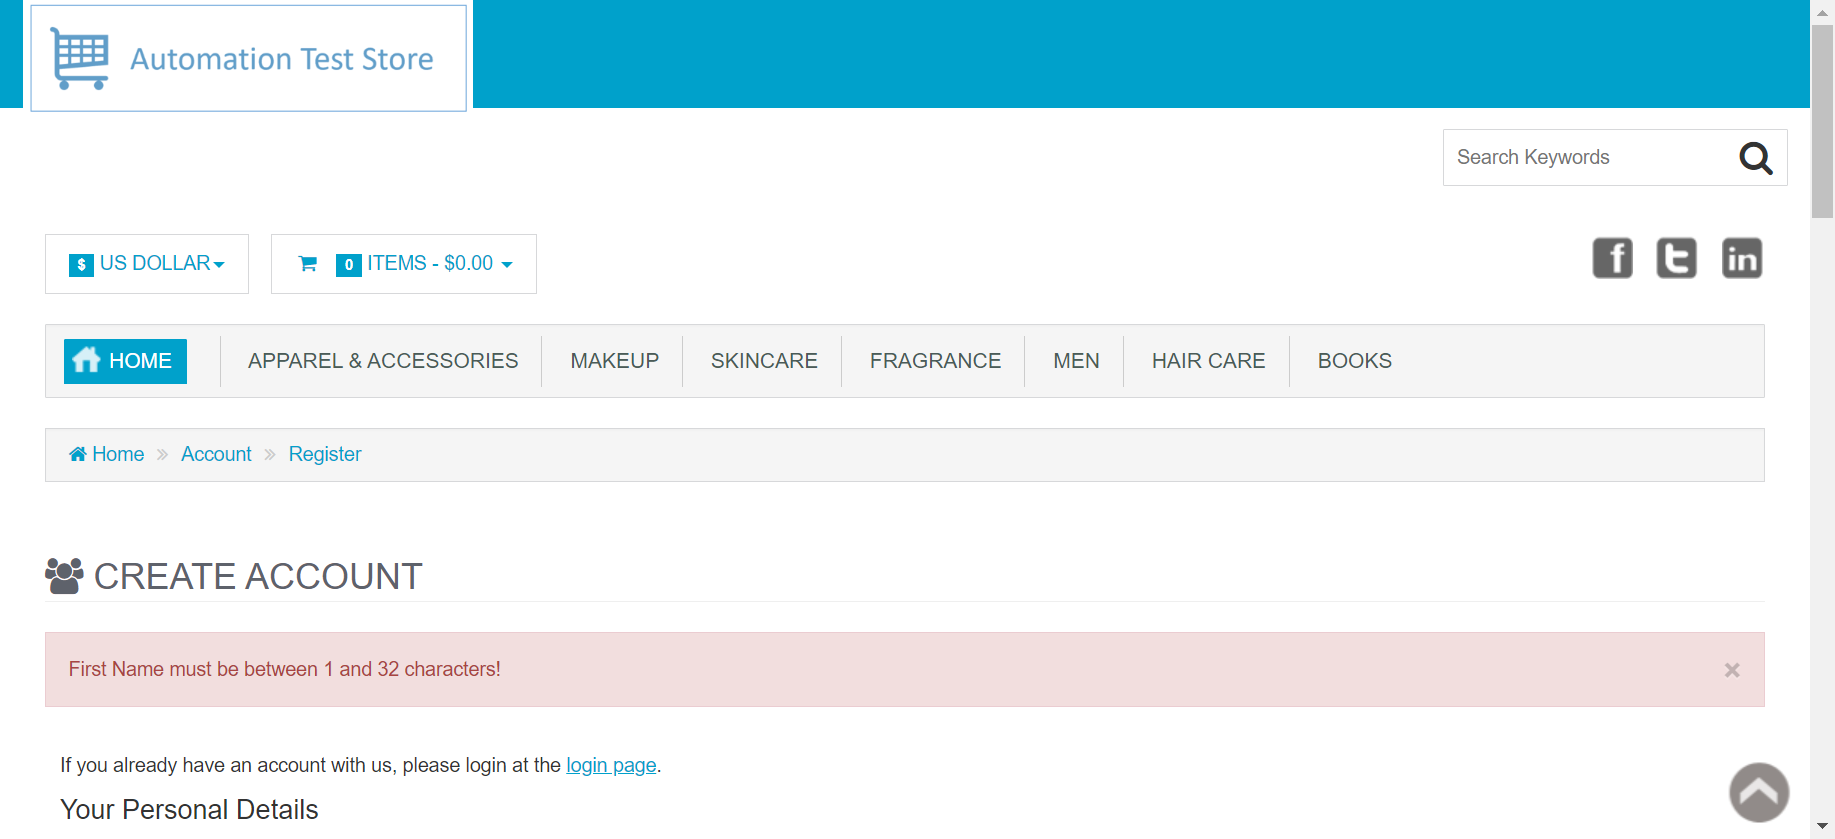 Automation Test Store
Search Keywords
$ US DOLLAR
0 ITEMS - $0.00
HOME
APPAREL & ACCESSORIES
MAKEUP
SKINCARE
FRAGRANCE
MEN
HAIR CARE
BOOKS
Home » Account » Register
CREATE ACCOUNT
First Name must be between 1 and 32 characters!
×
If you already have an account with us, please login at the login page.
Your Personal Details